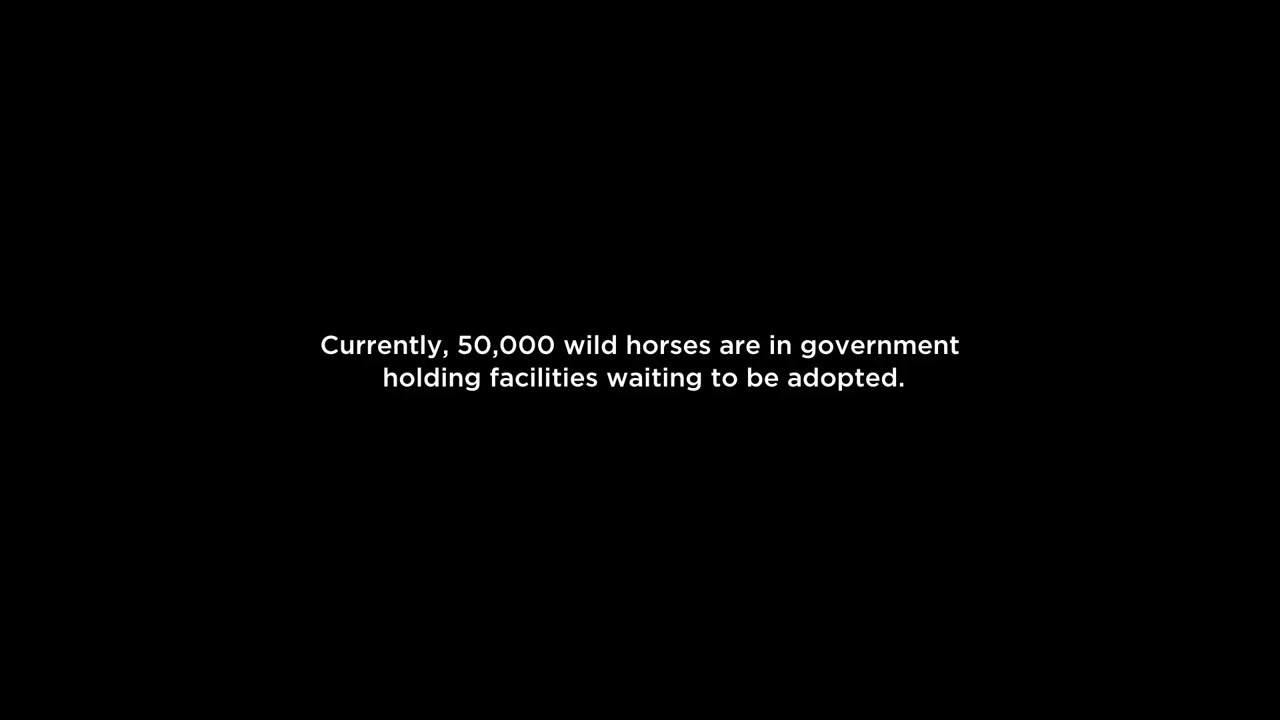 Currently, 50,000 wild horses are in government
holding facilities waiting to be adopted.